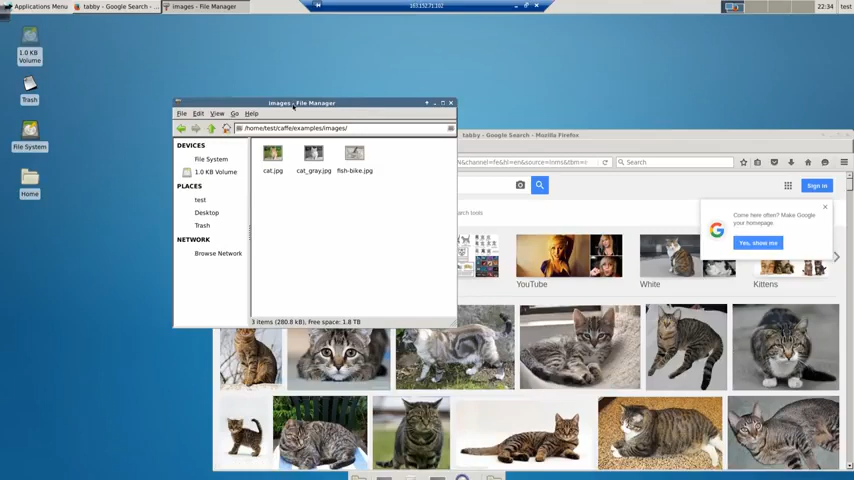 Applications Menu
tabby - Google Search - ...
images - File Manager
163.152.71.102
22:34
test
1.0 KB
Volume
Trash
File System
Home
images - File Manager
File Edit View Go Help
/home/test/caffe/examples/images/
DEVICES
File System
1.0 KB Volume
PLACES
test
Desktop
Trash
NETWORK
Browse Network
cat.jpg
cat_gray.jpg
fish-bike.jpg
3 items (280.8 kB), Free space: 1.8 TB
tabby - Google Search - Mozilla Firefox
Search
Sign in
Come here often? Make Google
your homepage.
Yes, show me
YouTube
White
Kittens